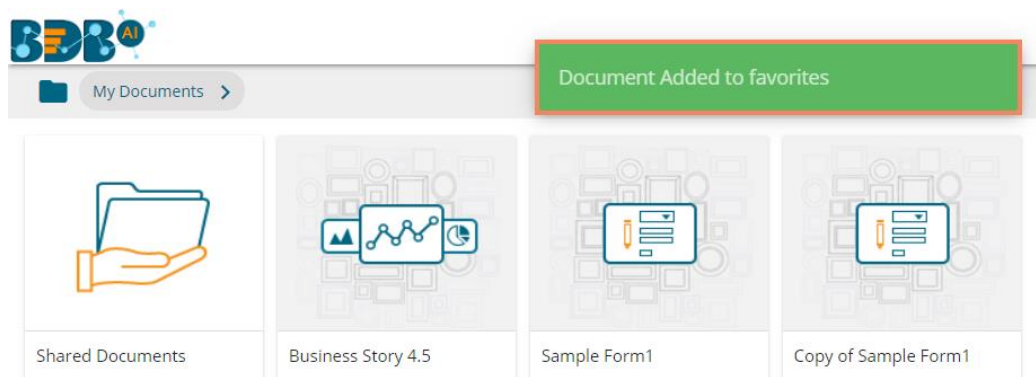 BDB AI
Document Added to favorites
My Documents
Shared Documents
Business Story 4.5
Sample Form1
Copy of Sample Form1